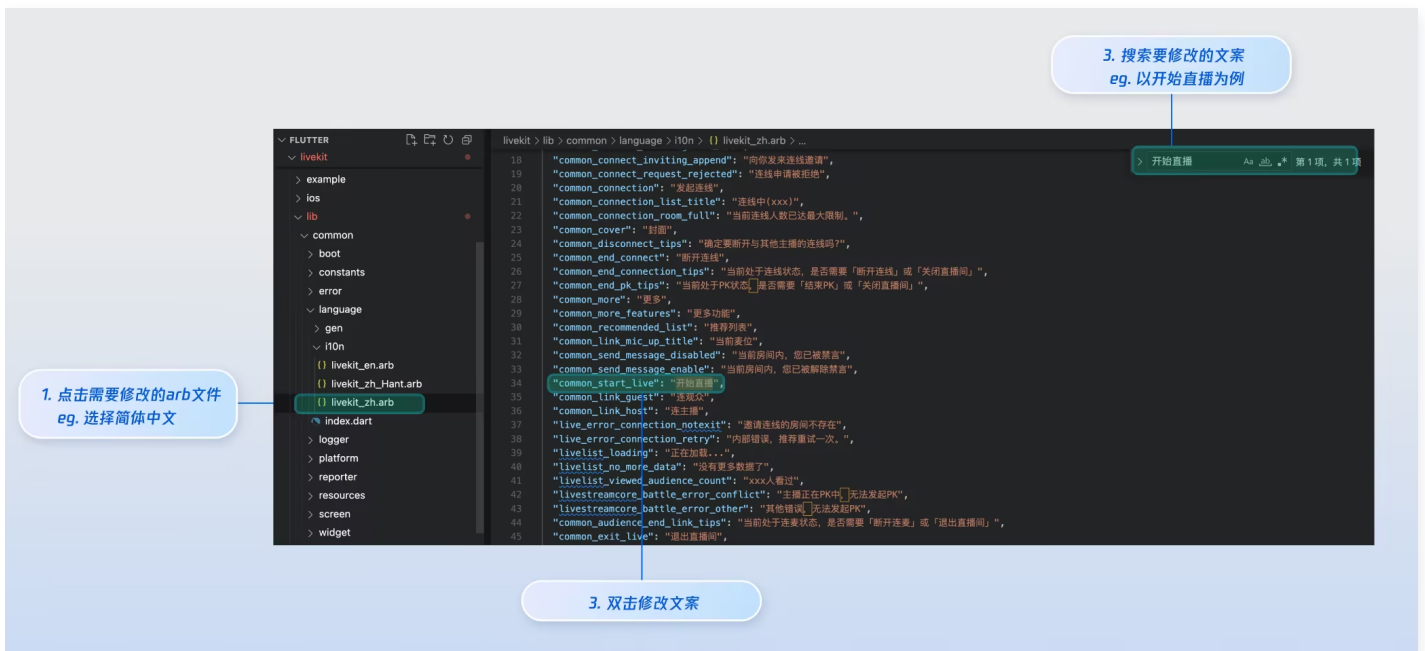 3. 搜索要修改的文案
eg. 以开始直播为例
FLUTTER
livekit
example
ios
lib
common
boot
constants
error
language
gen
i10n
livekit_en.arb
livekit_zh_Hant.arb
livekit_zh.arb
index.dart
logger
platform
reporter
resources
screen
widget
1. 点击需要修改的arb文件
eg. 选择简体中文
livekit > lib > common > language > i10n > {} livekit_zh.arb > ...
> 开始直播 Aa ab .* 第1项, 共1项
18 "common_connect_inviting_append": "向你发来连线邀请",
19 "common_connect_request_rejected": "连线申请被拒绝",
20 "common_connection": "发起连线",
21 "common_connection_list_title": "连线中(xxx)",
22 "common_connection_room_full": "当前连线人数已达最大限制。",
23 "common_cover": "封面",
24 "common_disconnect_tips": "确定要断开与其他主播的连线吗?",
25 "common_end_connect": "断开连线",
26 "common_end_connection_tips": "当前处于连线状态，是否需要「断开连线」或「关闭直播间」",
27 "common_end_pk_tips": "当前处于PK状态，是否需要「结束PK」或「关闭直播间」",
28 "common_more": "更多",
29 "common_more_features": "更多功能",
30 "common_recommended_list": "推荐列表",
31 "common_link_mic_up_title": "当前麦位",
32 "common_send_message_disabled": "当前房间内，您已被禁言",
33 "common_send_message_enable": "当前房间内，您已被解除禁言",
34 "common_start_live": "开始直播",
35 "common_link_guest": "连观众",
36 "common_link_host": "连主播",
37 "live_error_connection_notexit": "邀请连线的房间不存在",
38 "live_error_connection_retry": "内部错误，推荐重试一次。",
39 "livelist_loading": "正在加载...",
40 "livelist_no_more_data": "没有更多数据了",
41 "livelist_viewed_audience_count": "xxx人看过",
42 "livestreamcore_battle_error_conflict": "主播正在PK中，无法发起PK",
43 "livestreamcore_battle_error_other": "其他错误，无法发起PK",
44 "common_audience_end_link_tips": "当前处于连麦状态，是否需要「断开连麦」或「退出直播间」",
45 "common_exit_live": "退出直播间",
3. 双击修改文案